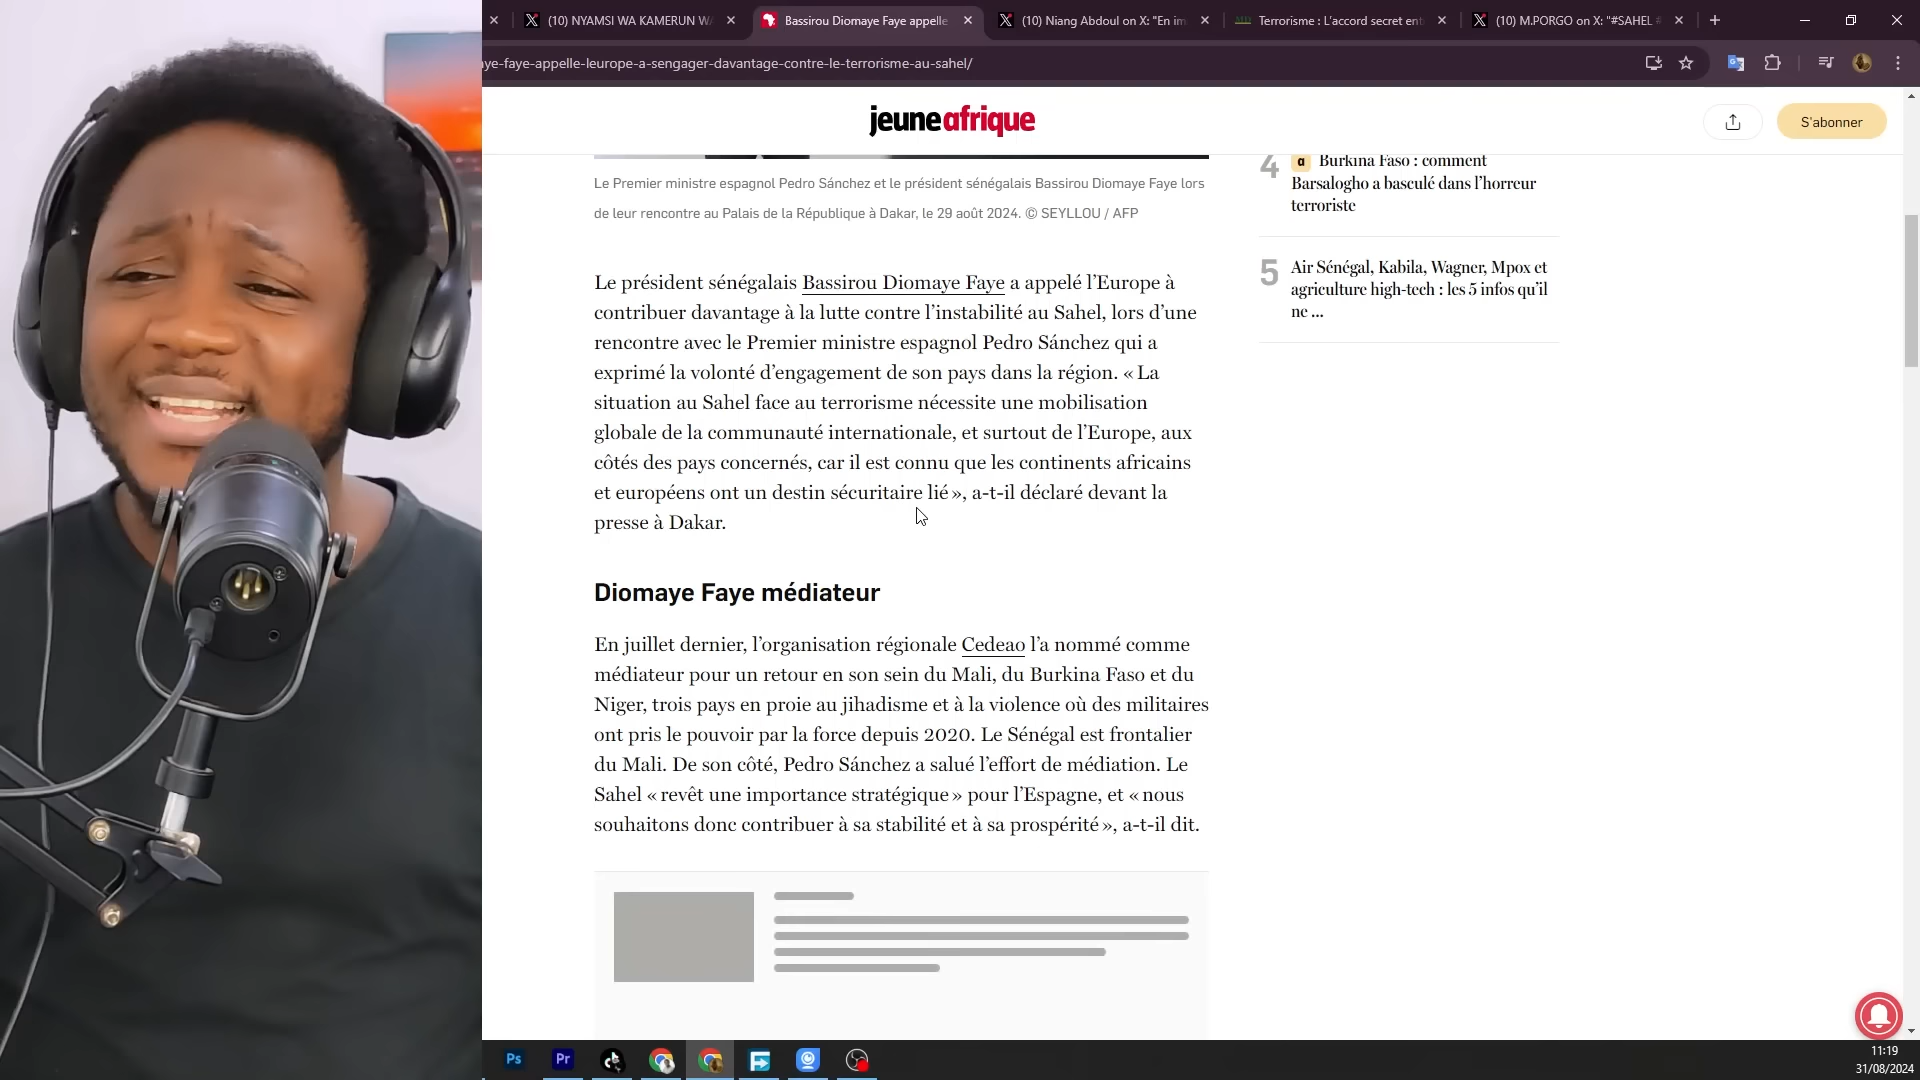 (10) NYAMSI WA KAMERUN W
Bassirou Diomaye Faye appelle
(10) Niang Abdoul on X: "En im
Terrorisme : L'accord secret ent
(10) M.PORGO on X: "#SAHEL #
ye-faye-appelle-leurope-a-sengager-davantage-contre-le-terrorisme-au-sahel/
jeuneafrique
S'abonner
Le Premier ministre espagnol Pedro Sánchez et le président sénégalais Bassirou Diomaye Faye lors
de leur rencontre au Palais de la République à Dakar, le 29 août 2024. © SEYLLOU / AFP
Le président sénégalais Bassirou Diomaye Faye a appelé l'Europe à
contribuer davantage à la lutte contre l'instabilité au Sahel, lors d'une
rencontre avec le Premier ministre espagnol Pedro Sánchez qui a
exprimé la volonté d'engagement de son pays dans la région. « La
situation au Sahel face au terrorisme nécessite une mobilisation
globale de la communauté internationale, et surtout de l'Europe, aux
côtés des pays concernés, car il est connu que les continents africains
et européens ont un destin sécuritaire lié », a-t-il déclaré devant la
presse à Dakar.
Diomaye Faye médiateur
En juillet dernier, l'organisation régionale Cedeao l'a nommé comme
médiateur pour un retour en son sein du Mali, du Burkina Faso et du
Niger, trois pays en proie au jihadisme et à la violence où des militaires
ont pris le pouvoir par la force depuis 2020. Le Sénégal est frontalier
du Mali. De son côté, Pedro Sánchez a salué l'effort de médiation. Le
Sahel « revêt une importance stratégique » pour l'Espagne, et « nous
souhaitons donc contribuer à sa stabilité et à sa prospérité », a-t-il dit.
4 a Burkina Faso : comment
Barsalogho a basculé dans l'horreur
terroriste
5 Air Sénégal, Kabila, Wagner, Mpox et
agriculture high-tech : les 5 infos qu'il
ne ...
Ps Pr
11:19
31/08/2024